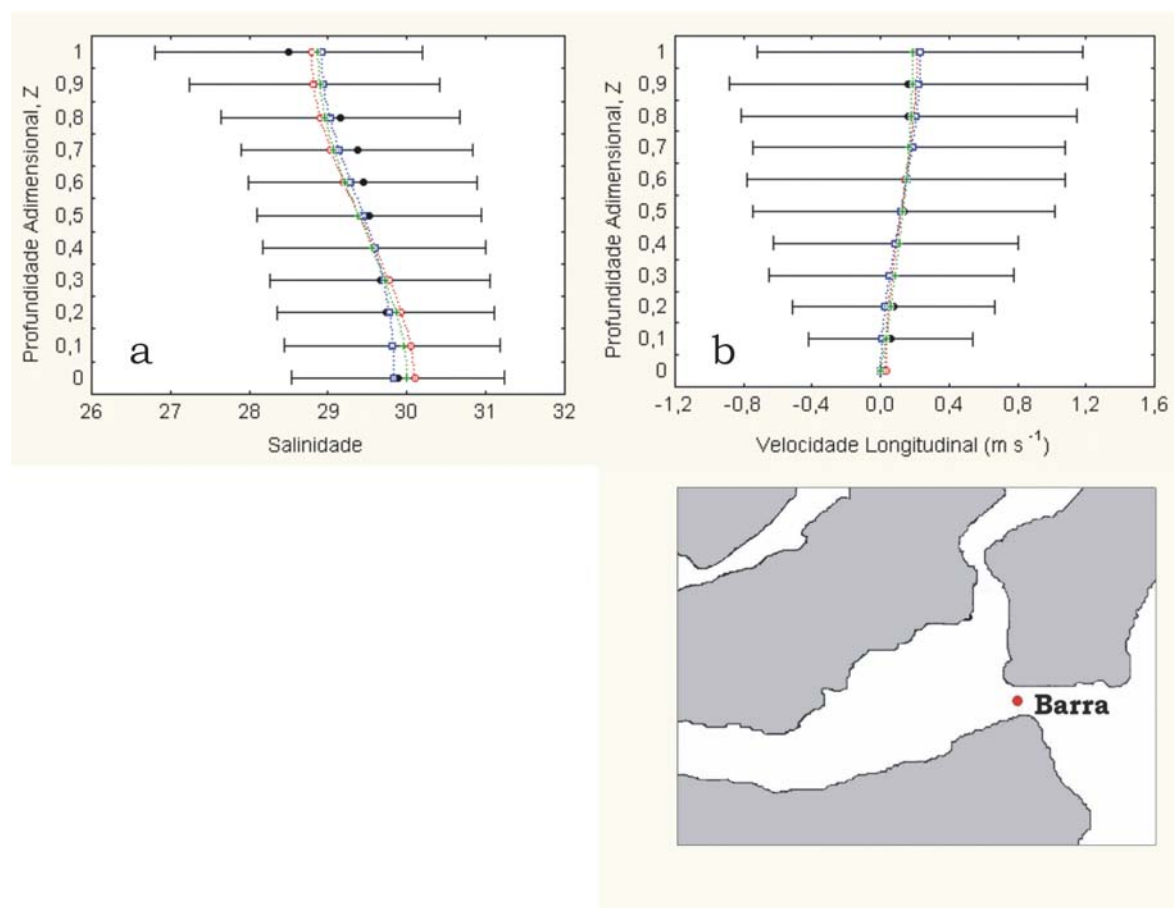 Profundidade Adimensional, Z
1
0,9
0,8
0,7
0,6
0,5
0,4
0,3
0,2
0,1
0
a
26 27 28 29 30 31 32
Salinidade
Profundidade Adimensional, Z
1
0,9
0,8
0,7
0,6
0,5
0,4
0,3
0,2
0,1
0
b
-1,2 -0,8 -0,4 0,0 0,4 0,8 1,2 1,6
Velocidade Longitudinal (m s⁻¹)
Barra